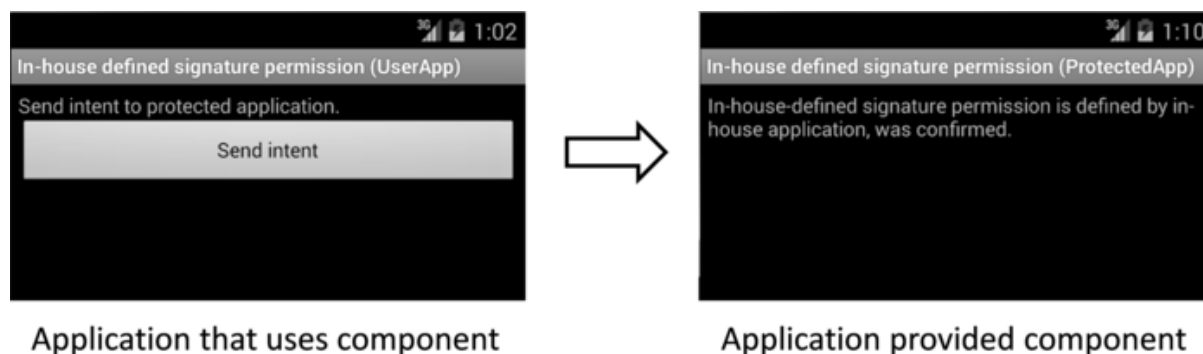 3G 1:02
In-house defined signature permission (UserApp)
Send intent to protected application.
Send intent
Application that uses component
3G 1:10
In-house defined signature permission (ProtectedApp)
In-house-defined signature permission is defined by in-
house application, was confirmed.
Application provided component